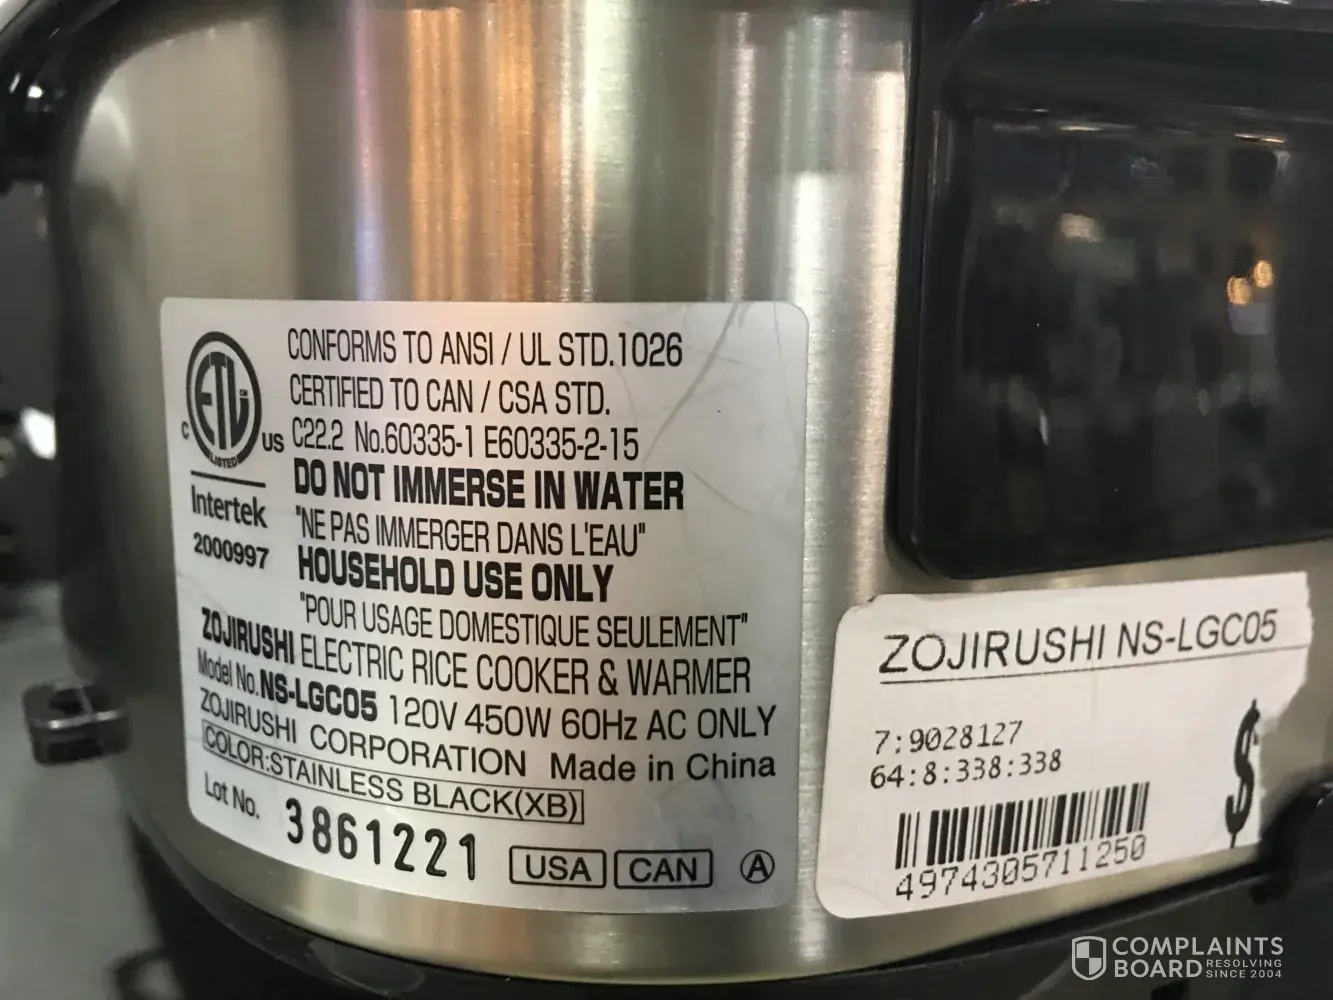 CONFORMS TO ANSI / UL STD.1026
CERTIFIED TO CAN / CSA STD.
C22.2 No.60335-1 E60335-2-15
ETL CM
LISTED
C US
Intertek
2000997
DO NOT IMMERSE IN WATER
"NE PAS IMMERGER DANS L'EAU"
HOUSEHOLD USE ONLY
"POUR USAGE DOMESTIQUE SEULEMENT"
ZOJIRUSHI ELECTRIC RICE COOKER & WARMER
Model No.NS-LGC05 120V 450W 60Hz AC ONLY
ZOJIRUSHI CORPORATION Made in China
COLOR:STAINLESS BLACK(XB)
Lot No. 3861221 USA CAN A
ZOJIRUSHI NS-LGC05
7:9028127
64:8:338:338
$
4974305711250
COMPLAINTS
BOARD RESOLVING
SINCE 2004